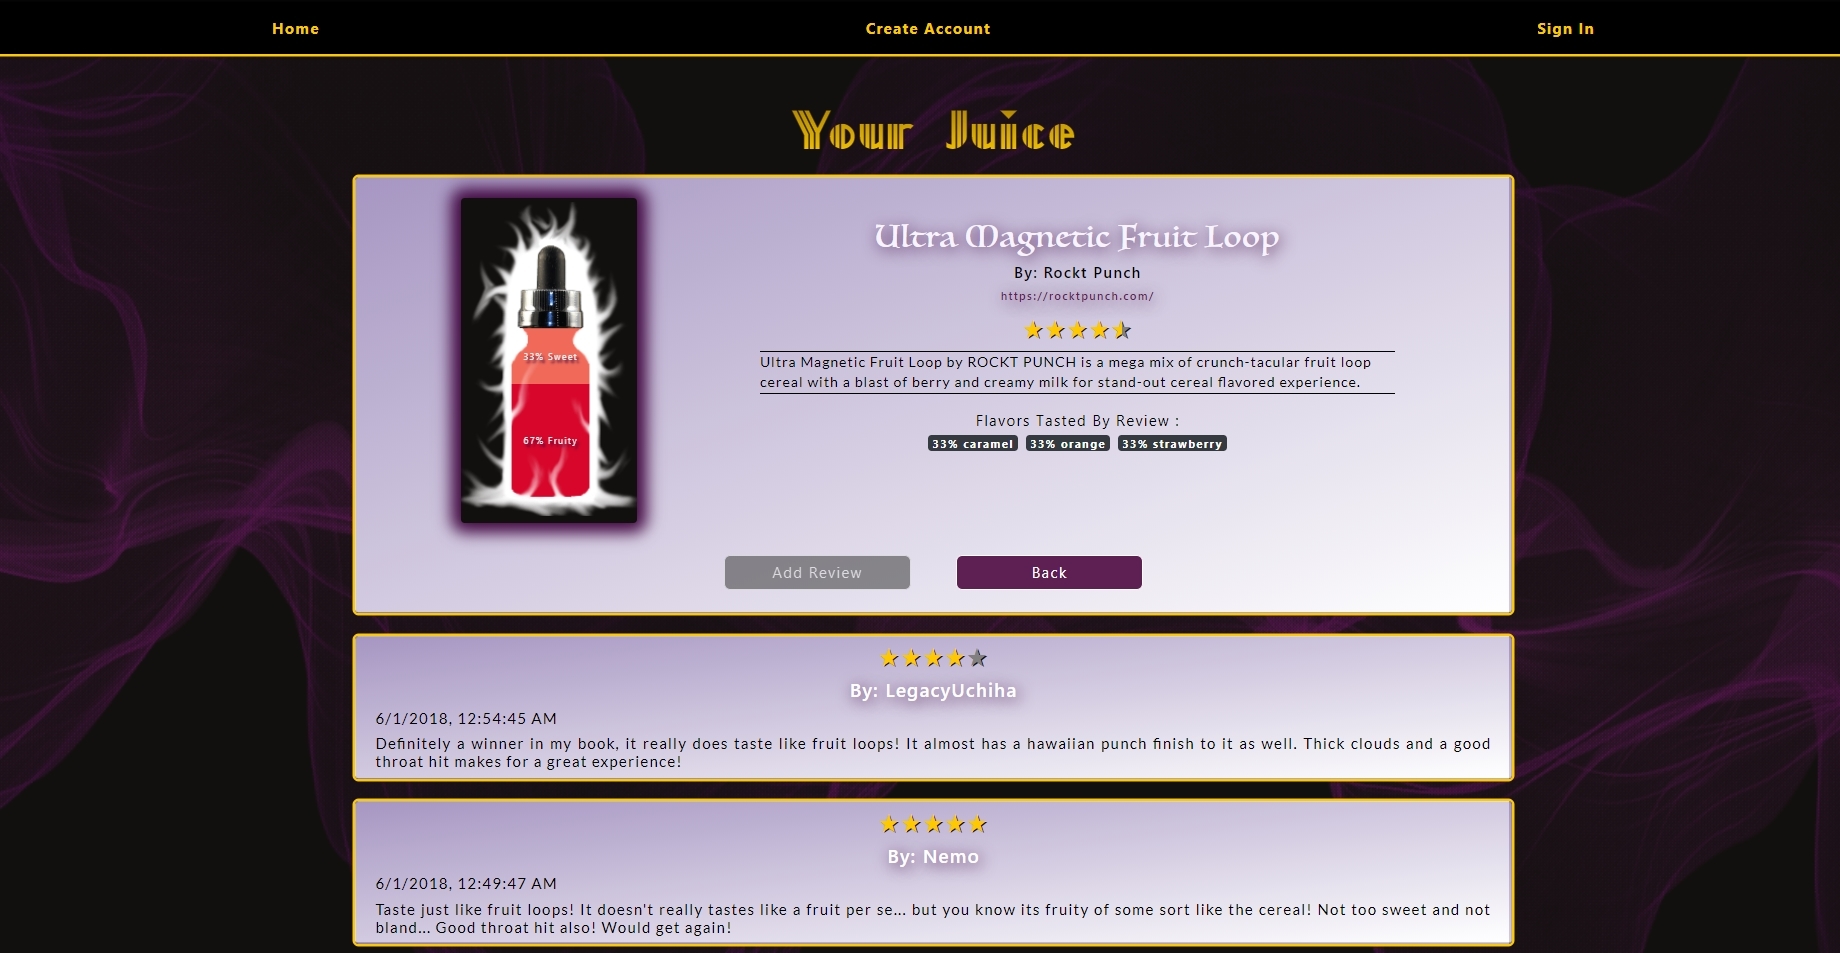 Home
Create Account
Sign In
Your Juice
33% Sweet
67% Fruity
Ultra Magnetic Fruit Loop
By: Rockt Punch
https://rocktpunch.com/
Ultra Magnetic Fruit Loop by ROCKT PUNCH is a mega mix of crunch-tacular fruit loop
cereal with a blast of berry and creamy milk for stand-out cereal flavored experience.
Flavors Tasted By Review :
33% caramel 33% orange 33% strawberry
Add Review
Back
By: LegacyUchiha
6/1/2018, 12:54:45 AM
Definitely a winner in my book, it really does taste like fruit loops! It almost has a hawaiian punch finish to it as well. Thick clouds and a good
throat hit makes for a great experience!
By: Nemo
6/1/2018, 12:49:47 AM
Taste just like fruit loops! It doesn't really tastes like a fruit per se... but you know its fruity of some sort like the cereal! Not too sweet and not
bland... Good throat hit also! Would get again!